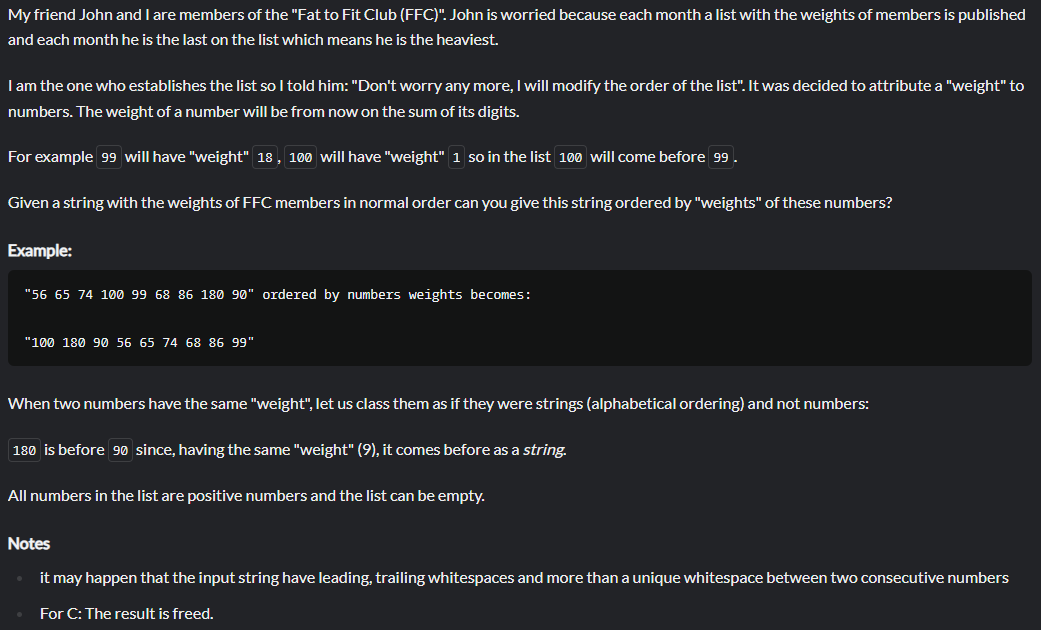 My friend John and I are members of the "Fat to Fit Club (FFC)". John is worried because each month a list with the weights of members is published
and each month he is the last on the list which means he is the heaviest.
I am the one who establishes the list so I told him: "Don't worry any more, I will modify the order of the list". It was decided to attribute a "weight" to
numbers. The weight of a number will be from now on the sum of its digits.
For example 99 will have "weight" 18, 100 will have "weight" 1 so in the list 100 will come before 99.
Given a string with the weights of FFC members in normal order can you give this string ordered by "weights" of these numbers?
Example:
"56 65 74 100 99 68 86 180 90" ordered by numbers weights becomes:
"100 180 90 56 65 74 68 86 99"
When two numbers have the same "weight", let us class them as if they were strings (alphabetical ordering) and not numbers:
180 is before 90 since, having the same "weight" (9), it comes before as a string.
All numbers in the list are positive numbers and the list can be empty.
Notes
• it may happen that the input string have leading, trailing whitespaces and more than a unique whitespace between two consecutive numbers
• For C: The result is freed.